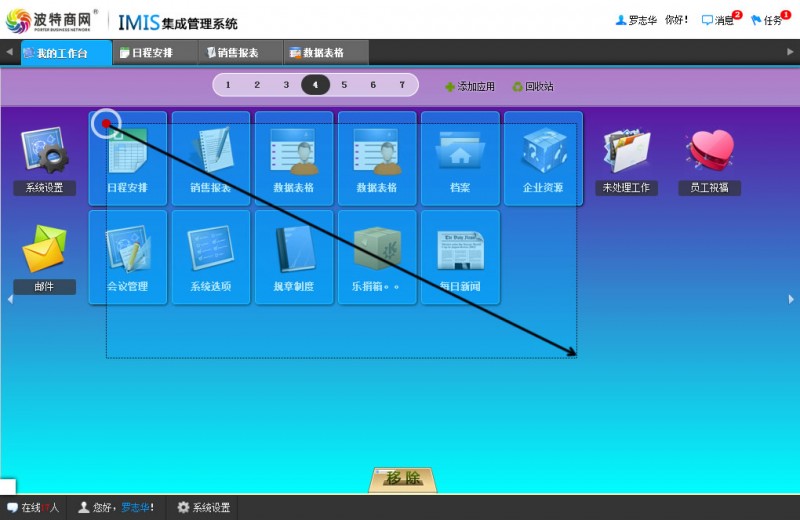 波特商网®
PORTER BUSINESS NETWORK
IMIS集成管理系统
罗志华 你好!
消息 2
任务 1
我的工作台
日程安排
销售报表
数据表格
1 2 3 4 5 6 7
添加应用
回收站
系统设置
日程安排
销售报表
数据表格
数据表格
档案
企业资源
未处理工作
员工祝福
邮件
会议管理
系统选项
规章制度
乐捐箱。。
每日新闻
移除
在线17人
您好,罗志华!
系统设置